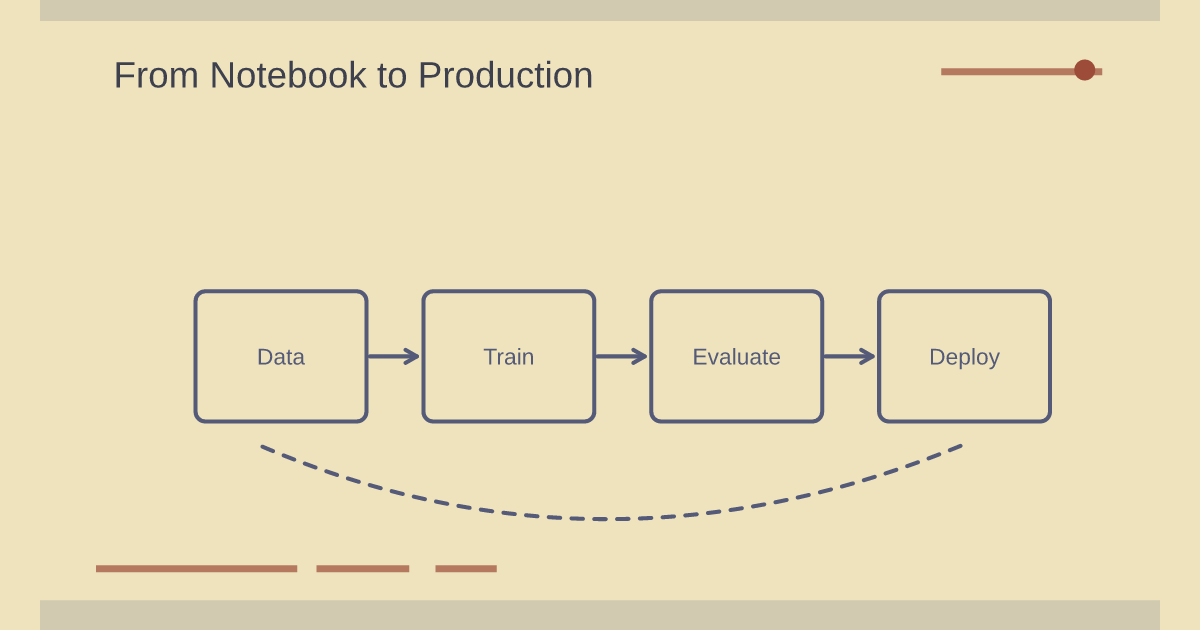 From Notebook to Production
Data
Train
Evaluate
Deploy